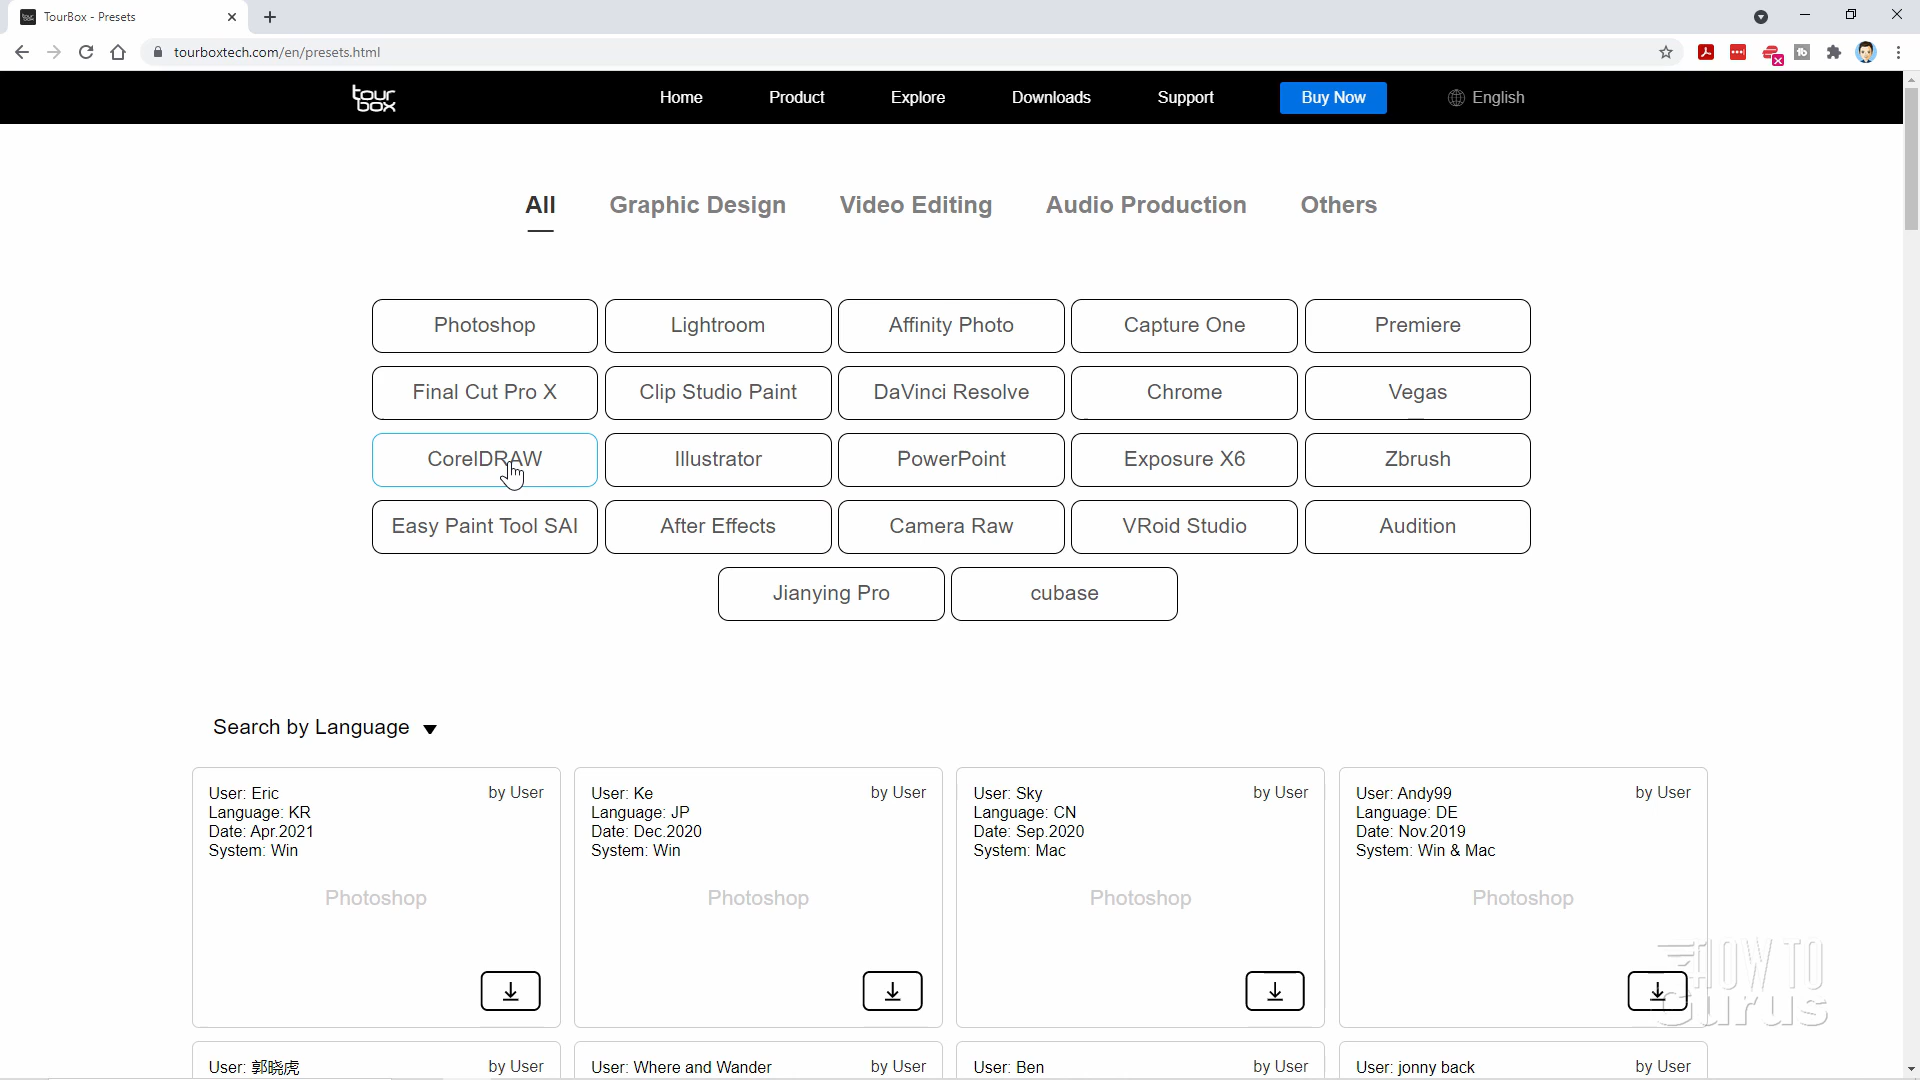 TourBox - Presets
tourboxtech.com/en/presets.html
tour box
Home
Product
Explore
Downloads
Support
Buy Now
English
All
Graphic Design
Video Editing
Audio Production
Others
Photoshop
Lightroom
Affinity Photo
Capture One
Premiere
Final Cut Pro X
Clip Studio Paint
DaVinci Resolve
Chrome
Vegas
CorelDRAW
Illustrator
PowerPoint
Exposure X6
Zbrush
Easy Paint Tool SAI
After Effects
Camera Raw
VRoid Studio
Audition
Jianying Pro
cubase
Search by Language
User: Eric
by User
Language: KR
Date: Apr.2021
System: Win
Photoshop
User: Ke
by User
Language: JP
Date: Dec.2020
System: Win
Photoshop
User: Sky
by User
Language: CN
Date: Sep.2020
System: Mac
Photoshop
User: Andy99
by User
Language: DE
Date: Nov.2019
System: Win & Mac
Photoshop
User: 郭晓虎
by User
User: Where and Wander
by User
User: Ben
by User
User: jonny back
by User
HOW TO
Gurus